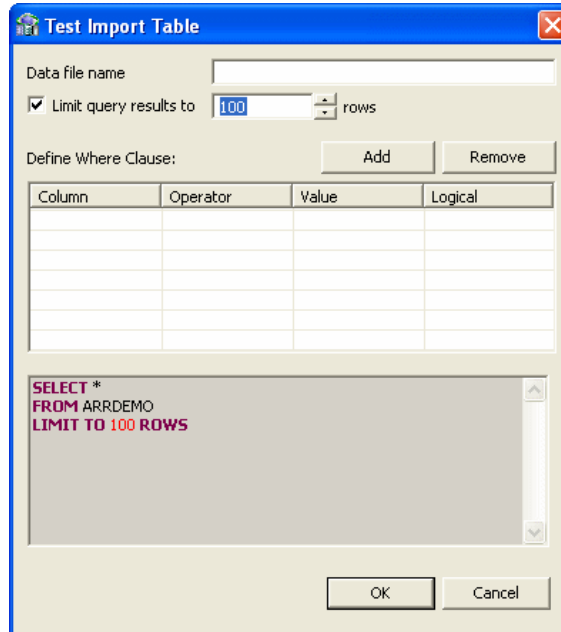 Test Import Table
Data file name
Limit query results to 100 rows
Define Where Clause: Add Remove
Column Operator Value Logical
SELECT *
FROM ARRDEMO
LIMIT TO 100 ROWS
OK Cancel